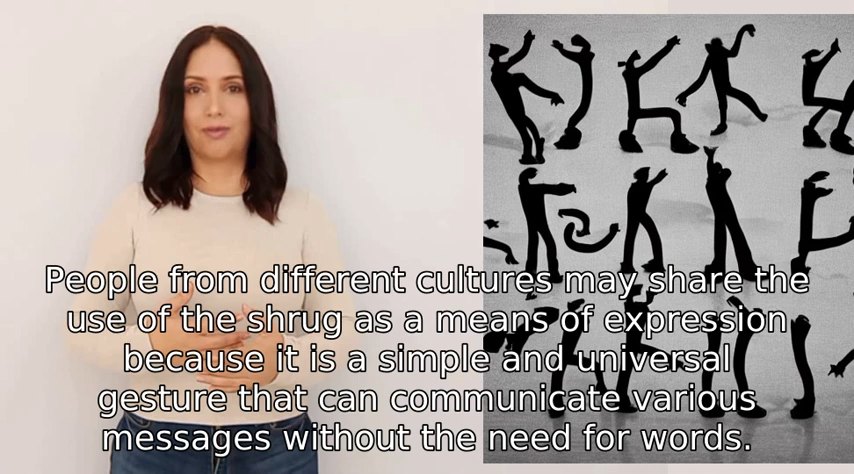 People from different cultures may share the
use of the shrug as a means of expression
because it is a simple and universal
gesture that can communicate various
messages without the need for words.